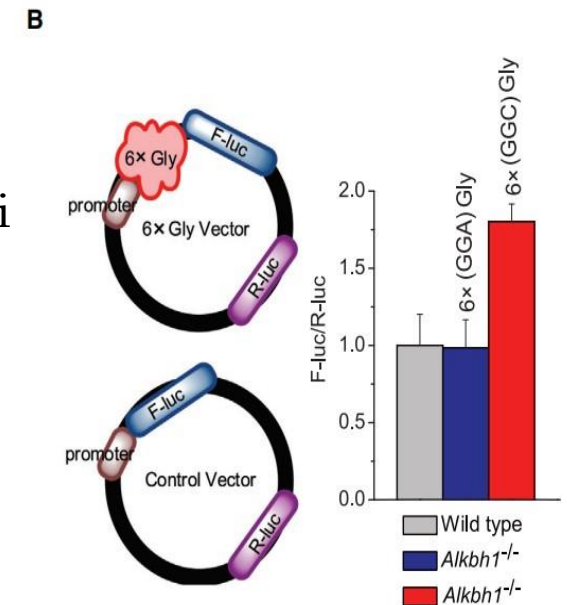 B
i
6× Gly
F-luc
promoter
6× Gly Vector
R-luc
F-luc
promoter
Control Vector
R-luc
F-luc/R-luc
2.0
1.5
1.0
0.5
0.0
6× (GGA) Gly
6× (GGC) Gly
Wild type
Alkbh1-/-
Alkbh1-/-